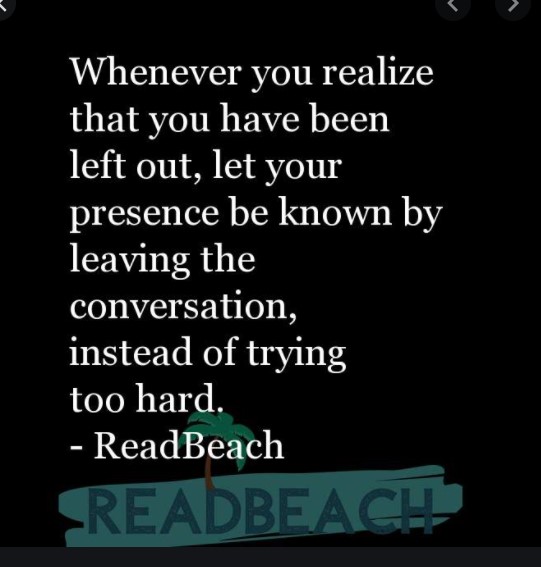 Whenever you realize
that you have been
left out, let your
presence be known by
leaving the
conversation,
instead of trying
too hard.
- ReadBeach
READBEACH